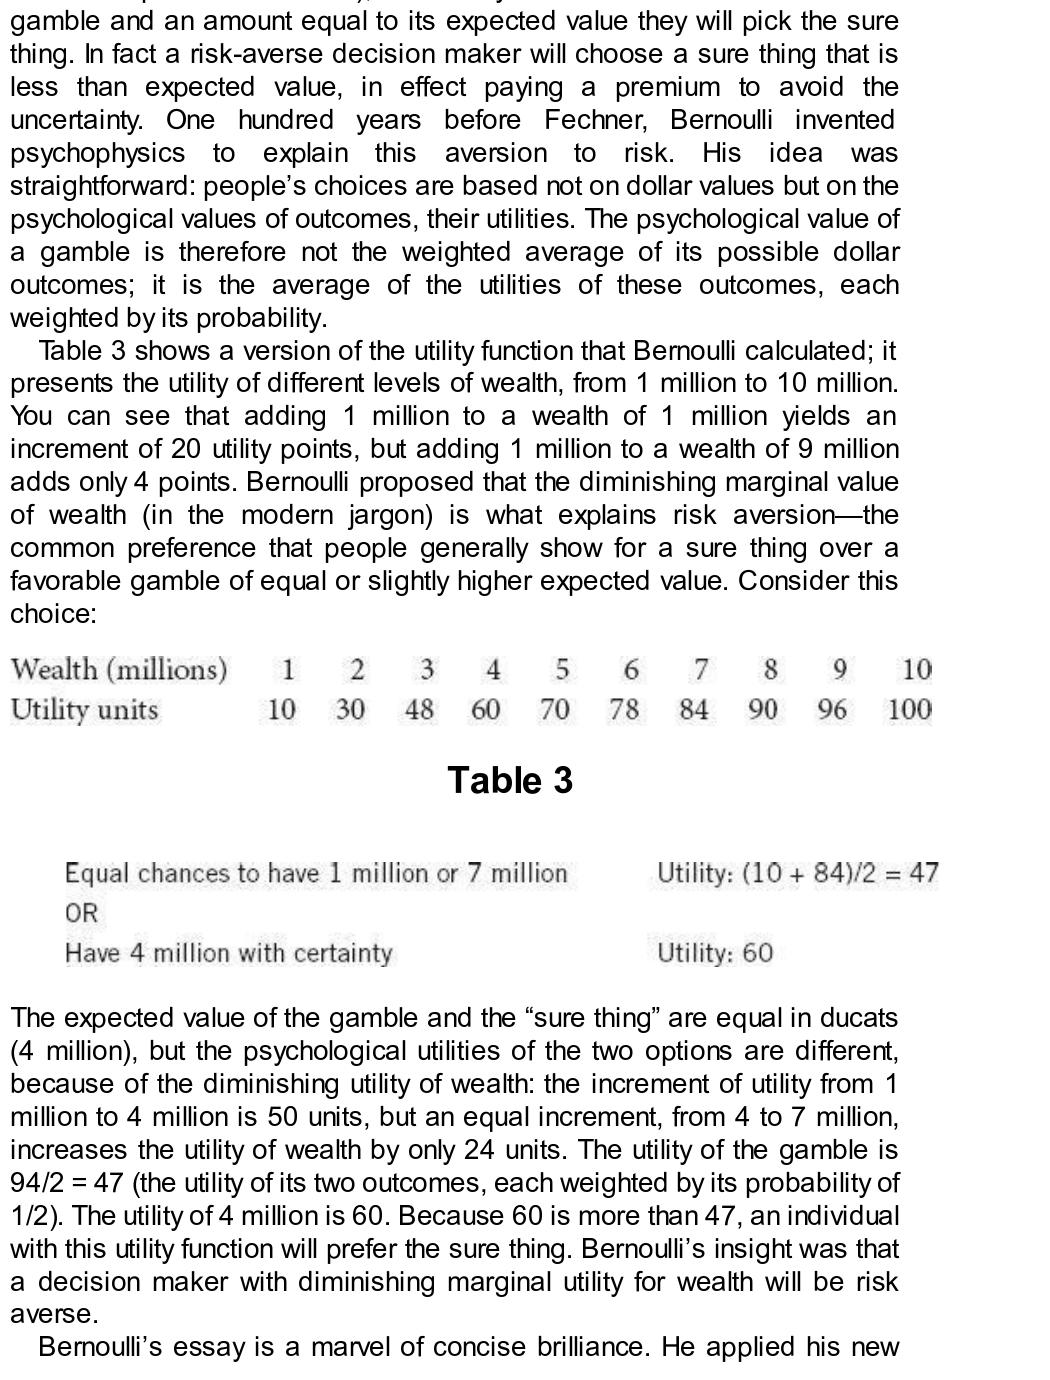 gamble and an amount equal to its expected value they will pick the sure
thing. In fact a risk-averse decision maker will choose a sure thing that is
less than expected value, in effect paying a premium to avoid the
uncertainty. One hundred years before Fechner, Bernoulli invented
psychophysics to explain this aversion to risk. His idea was
straightforward: people’s choices are based not on dollar values but on the
psychological values of outcomes, their utilities. The psychological value of
a gamble is therefore not the weighted average of its possible dollar
outcomes; it is the average of the utilities of these outcomes, each
weighted by its probability.
Table 3 shows a version of the utility function that Bernoulli calculated; it
presents the utility of different levels of wealth, from 1 million to 10 million.
You can see that adding 1 million to a wealth of 1 million yields an
increment of 20 utility points, but adding 1 million to a wealth of 9 million
adds only 4 points. Bernoulli proposed that the diminishing marginal value
of wealth (in the modern jargon) is what explains risk aversion—the
common preference that people generally show for a sure thing over a
favorable gamble of equal or slightly higher expected value. Consider this
choice:
Wealth (millions) 1 2 3 4 5 6 7 8 9 10
Utility units 10 30 48 60 70 78 84 90 96 100
Table 3
Equal chances to have 1 million or 7 million Utility: (10 + 84)/2 = 47
OR
Have 4 million with certainty Utility: 60
The expected value of the gamble and the “sure thing” are equal in ducats
(4 million), but the psychological utilities of the two options are different,
because of the diminishing utility of wealth: the increment of utility from 1
million to 4 million is 50 units, but an equal increment, from 4 to 7 million,
increases the utility of wealth by only 24 units. The utility of the gamble is
94/2 = 47 (the utility of its two outcomes, each weighted by its probability of
1/2). The utility of 4 million is 60. Because 60 is more than 47, an individual
with this utility function will prefer the sure thing. Bernoulli’s insight was that
a decision maker with diminishing marginal utility for wealth will be risk
averse.
Bernoulli’s essay is a marvel of concise brilliance. He applied his new